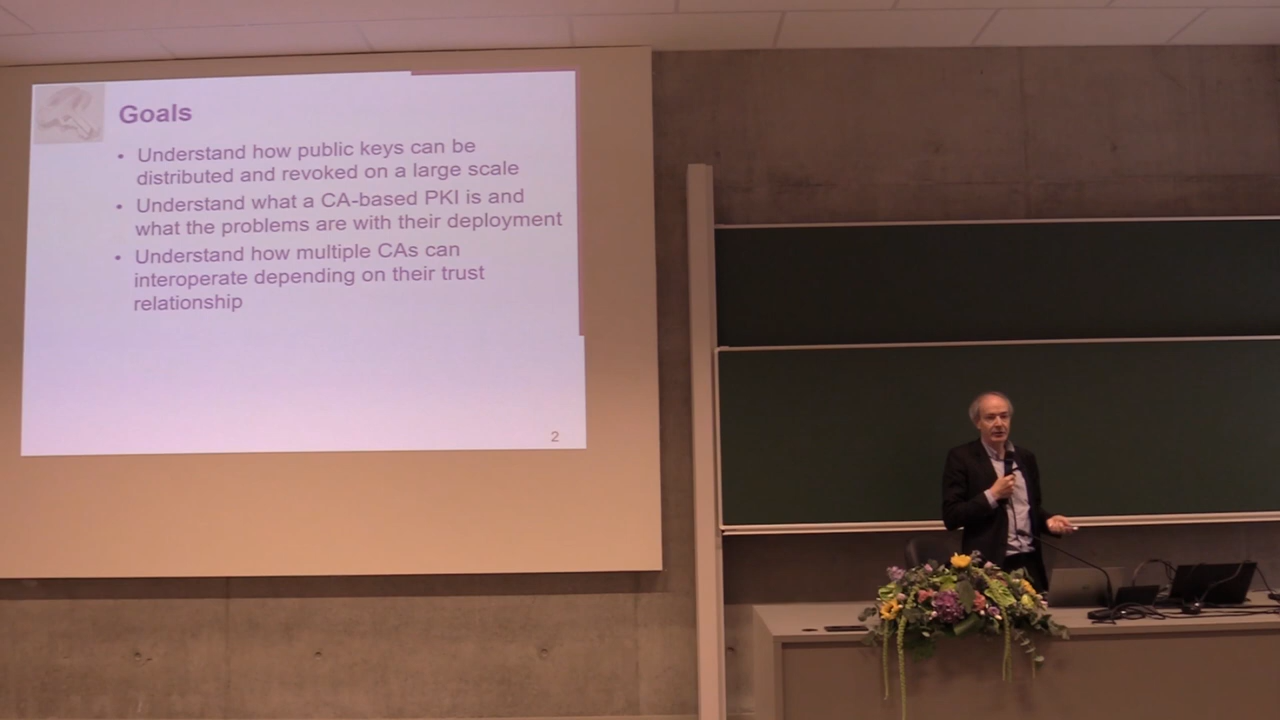 Goals
• Understand how public keys can be
distributed and revoked on a large scale
• Understand what a CA-based PKI is and
what the problems are with their deployment
• Understand how multiple CAs can
interoperate depending on their trust
relationship
2